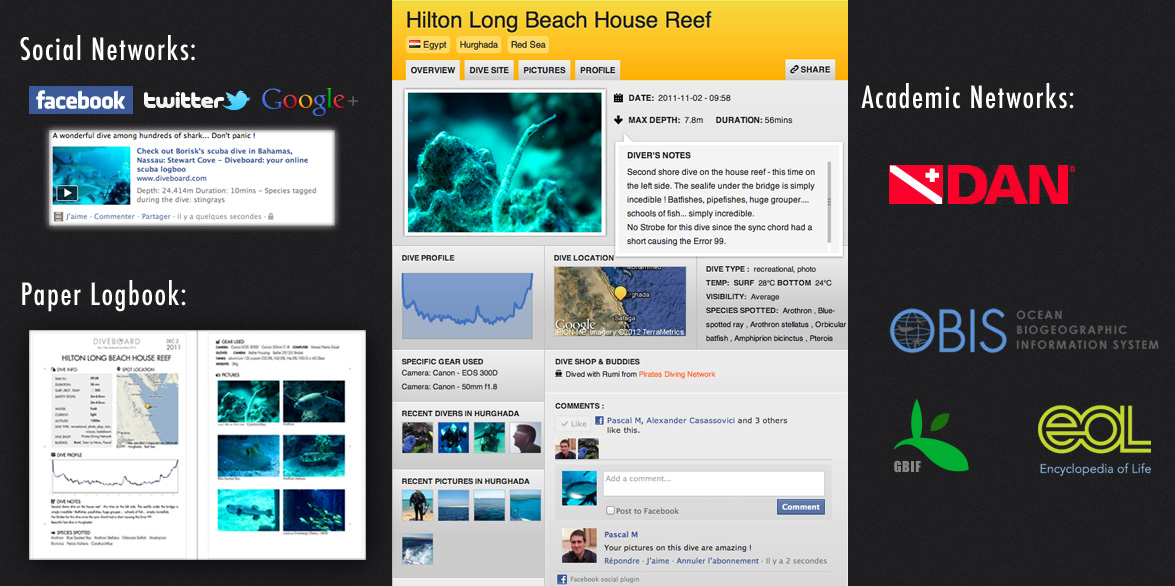 Social Networks:
facebook
twitter
Google+
A wonderful dive among hundreds of shark... Don't panic !
Check out Borisk's scuba dive in Bahamas,
Nassau: Stewart Cove - Diveboard: your online
scuba logboo
www.diveboard.com
Depth: 24.414m Duration: 10mins – Species tagged
during the dive: stingrays
J'aime · Commenter · Partager · il y a quelques secondes ·
Paper Logbook:
DIVEBOARD
DEC 2
2011
HILTON LONG BEACH HOUSE REEF
DIVE INFO
SPOT LOCATION
DIVE PROFILE
DIVE NOTES
SPECIES SPOTTED
GEAR USED
PICTURES
Hilton Long Beach House Reef
Egypt
Hurghada
Red Sea
OVERVIEW
DIVE SITE
PICTURES
PROFILE
SHARE
DATE: 2011-11-02 - 09:58
MAX DEPTH: 7.8m DURATION: 56mins
DIVER'S NOTES
Second shore dive on the house reef - this time on
the left side. The sealife under the bridge is simply
incedible ! Batfishes, pipefishes, huge grouper....
schools of fish... simply incredible.
No Strobe for this dive since the sync chord had a
short causing the Error 99.
DIVE PROFILE
DIVE LOCATION
Hurghada
Safaga
Google
Imagery ©2012 TerraMetrics
DIVE TYPE : recreational, photo
TEMP: SURF 28°C BOTTOM 24°C
VISIBILITY: Average
SPECIES SPOTTED: Arothron , Blue-
spotted ray , Arothron stellatus , Orbicular
batfish , Amphiprion bicinctus , Pterois
SPECIFIC GEAR USED
Camera: Canon - EOS 300D
Camera: Canon - 50mm f1.8
DIVE SHOP & BUDDIES
Dived with Rumi from Pirates Diving Network
RECENT DIVERS IN HURGHADA
RECENT PICTURES IN HURGHADA
COMMENTS :
Like
Pascal M, Alexander Casassovici and 3 others
like this.
Add a comment...
Post to Facebook
Comment
Pascal M
Your pictures on this dive are amazing !
Répondre · J'aime · Annuler l'abonnement · Il y a 2 secondes
Facebook social plugin
Academic Networks:
DAN®
OBIS
OCEAN
BIOGEOGRAPHIC
INFORMATION SYSTEM
GBIF
eOL
Encyclopedia of Life